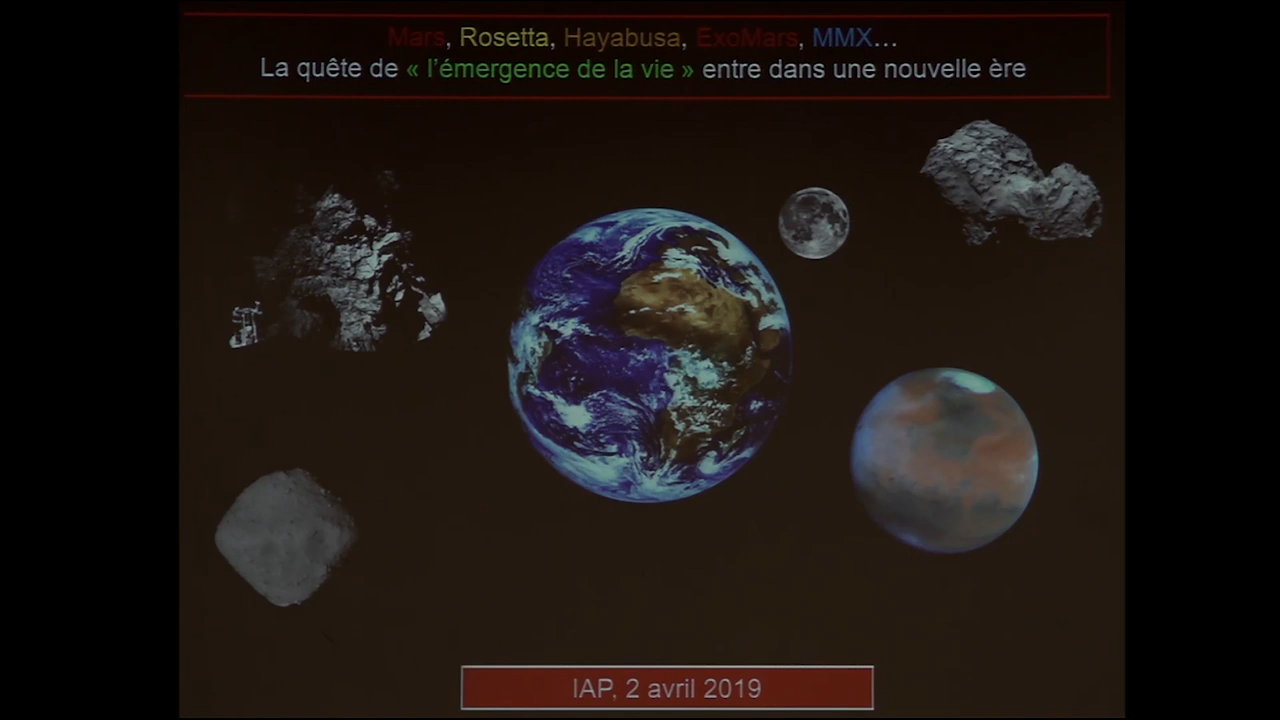 Mars, Rosetta, Hayabusa, ExoMars, MMX...
La quête de « l'émergence de la vie » entre dans une nouvelle ère
IAP, 2 avril 2019